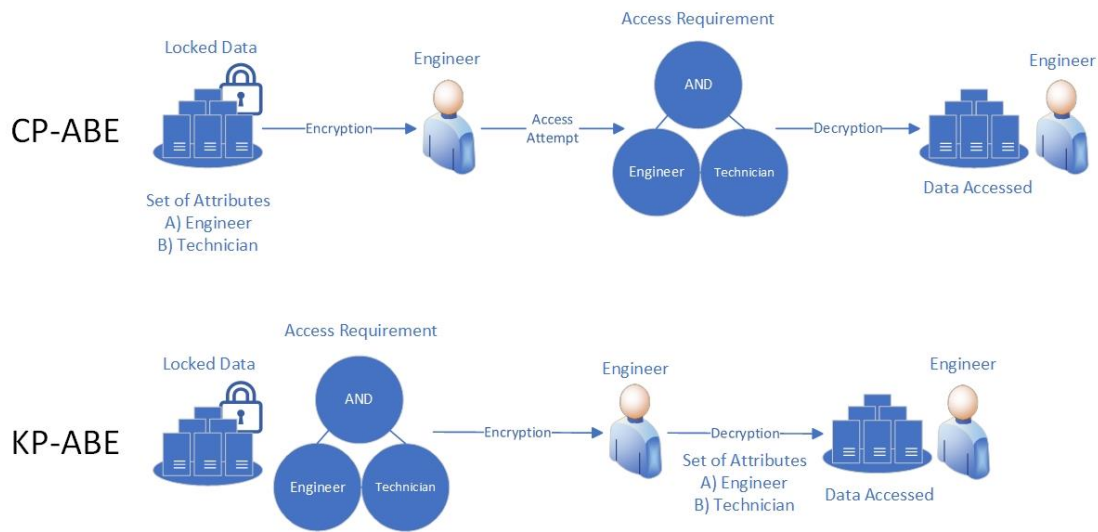 CP-ABE
Locked Data
Set of Attributes
A) Engineer
B) Technician
Encryption
Engineer
Access
Attempt
Access Requirement
AND
Engineer
Technician
Decryption
Engineer
Data Accessed
KP-ABE
Locked Data
Access Requirement
AND
Engineer
Technician
Encryption
Engineer
Decryption
Set of Attributes
A) Engineer
B) Technician
Engineer
Data Accessed